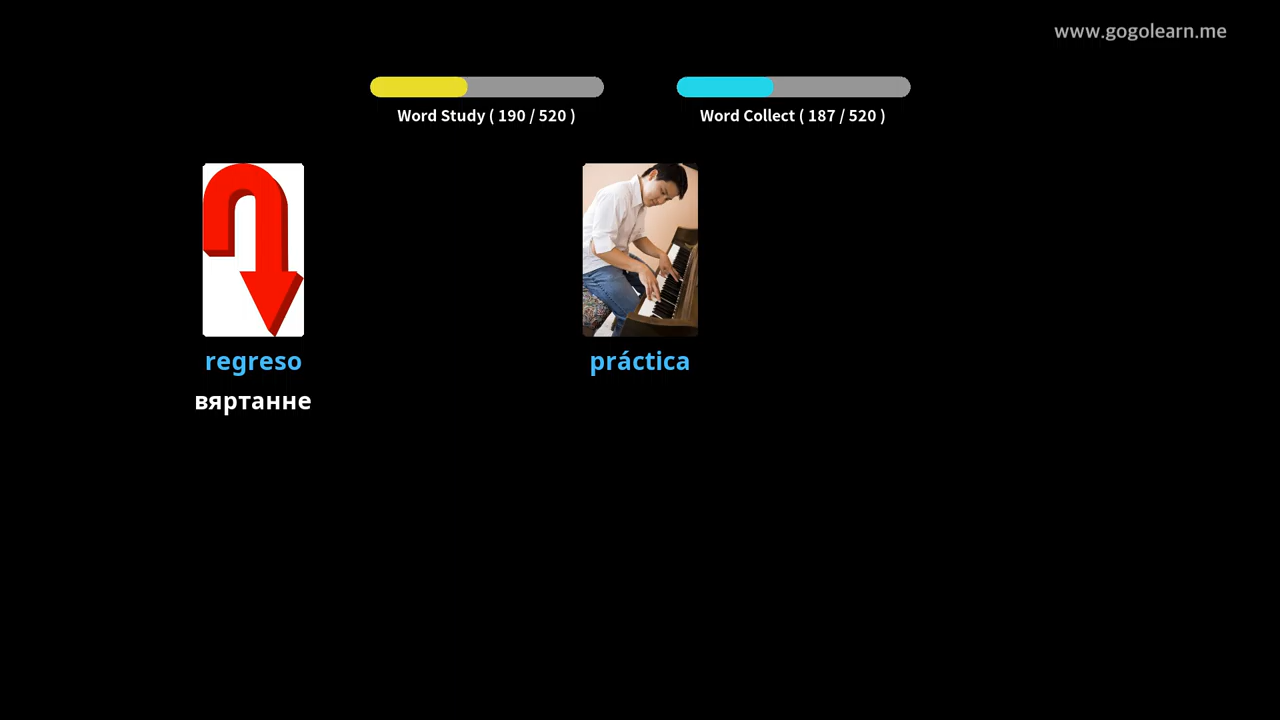 www.gogolearn.me
Word Study ( 190 / 520 )
Word Collect ( 187 / 520 )
regreso
práctica
вяртанне